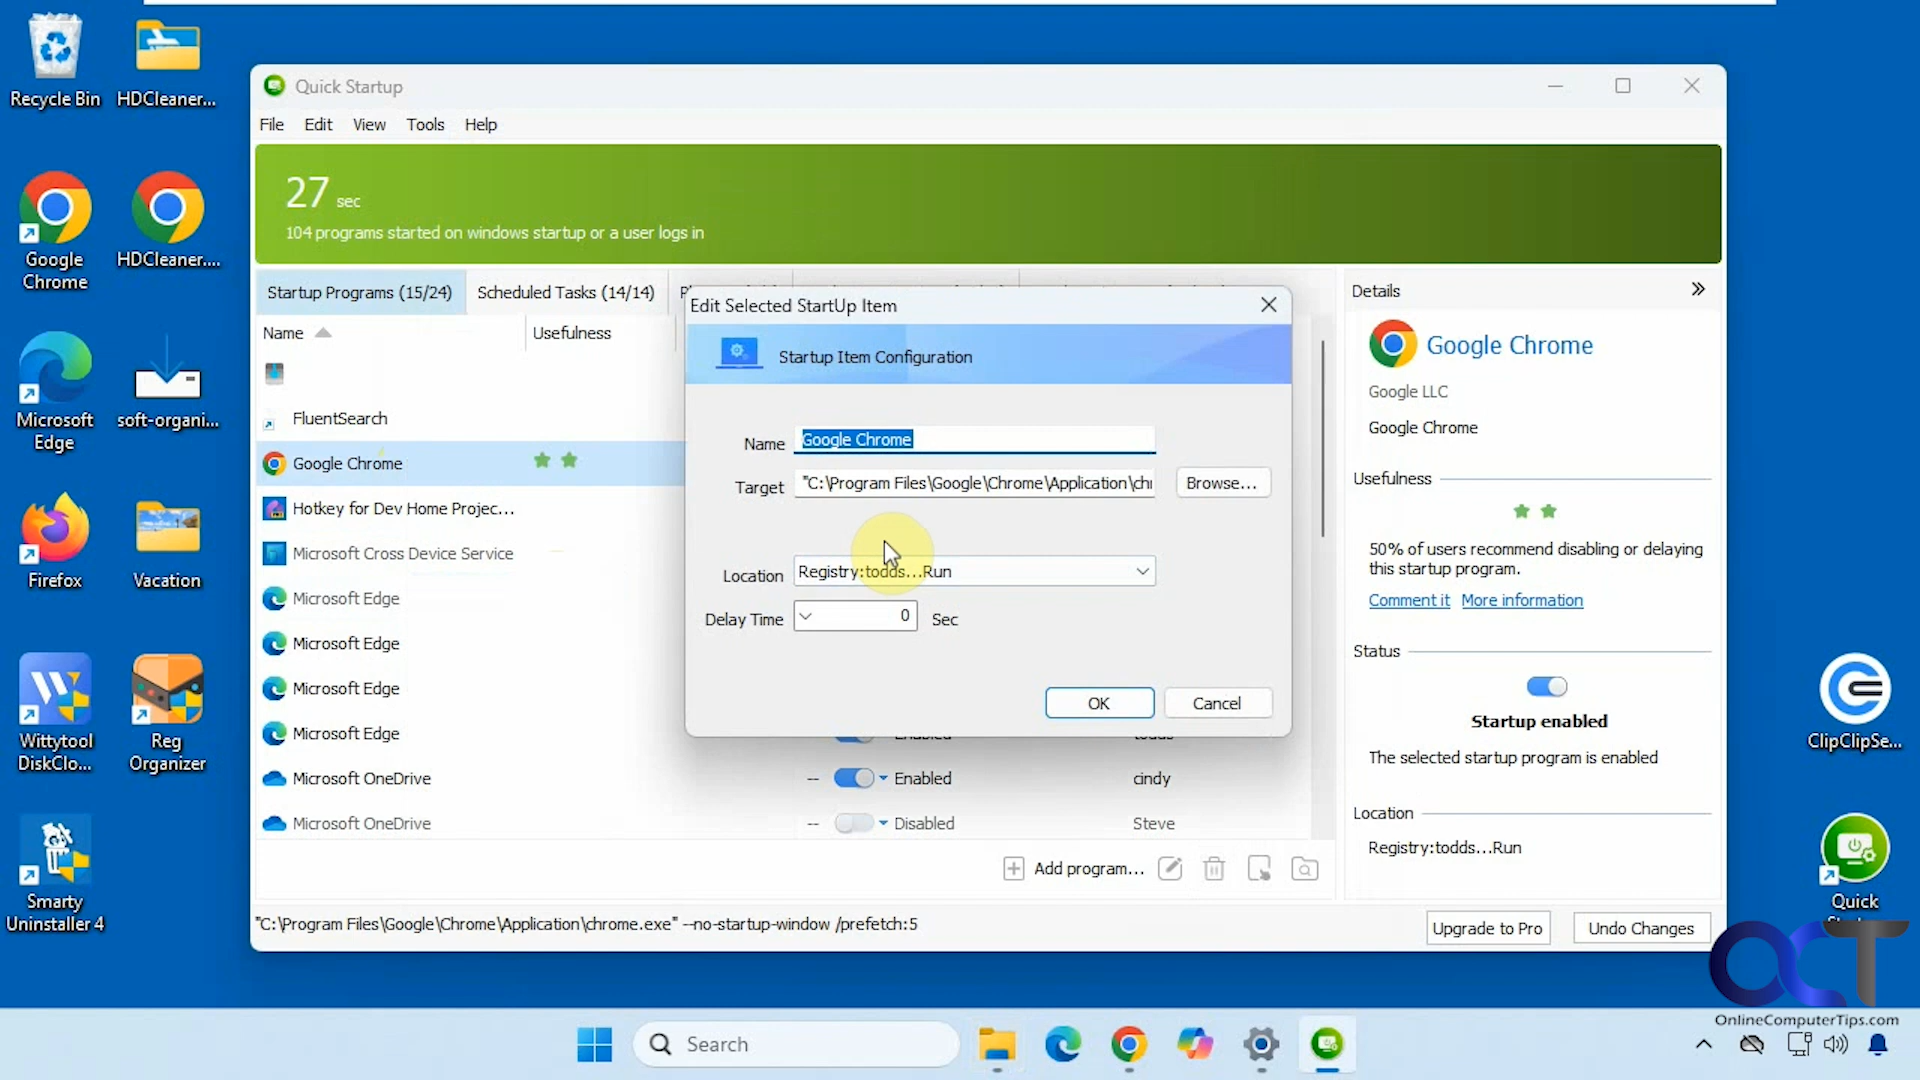 Recycle Bin
HDCleaner...
Google
Chrome
HDCleaner....
Microsoft
Edge
soft-organi...
Firefox
Vacation
Wittytool
DiskClo...
Reg
Organizer
Smarty
Uninstaller 4
Quick Startup
File Edit View Tools Help
27 sec
104 programs started on windows startup or a user logs in
Startup Programs (15/24)
Scheduled Tasks (14/14)
Name
Usefulness
FluentSearch
Google Chrome
Hotkey for Dev Home Projec...
Microsoft Cross Device Service
Microsoft Edge
Microsoft Edge
Microsoft Edge
Microsoft Edge
Enabled
todds
Microsoft OneDrive
--
Enabled
cindy
Microsoft OneDrive
--
Disabled
Steve
Add program...
"C:\Program Files\Google\Chrome\Application\chrome.exe" --no-startup-window /prefetch:5
Upgrade to Pro
Undo Changes
Edit Selected StartUp Item
Startup Item Configuration
Name
Google Chrome
Target
"C:\Program Files\Google\Chrome\Application\chr
Browse...
Location
Registry:todds...Run
Delay Time
0
Sec
OK
Cancel
Details
Google Chrome
Google LLC
Google Chrome
Usefulness
50% of users recommend disabling or delaying
this startup program.
Comment it
More information
Status
Startup enabled
The selected startup program is enabled
Location
Registry:todds...Run
ClipClipSe...
Quick
OCT
OnlineComputerTips.com
Search